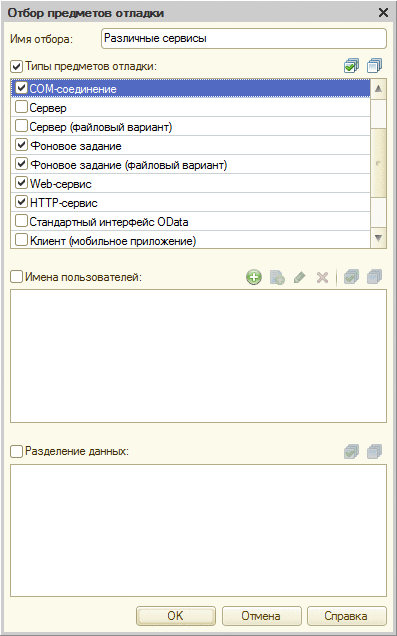 Отбор предметов отладки
Имя отбора: Различные сервисы
Типы предметов отладки:
COM-соединение
Сервер
Сервер (файловый вариант)
Фоновое задание
Фоновое задание (файловый вариант)
Web-сервис
HTTP-сервис
Стандартный интерфейс OData
Клиент (мобильное приложение)
Имена пользователей:
Разделение данных:
OK Отмена Справка